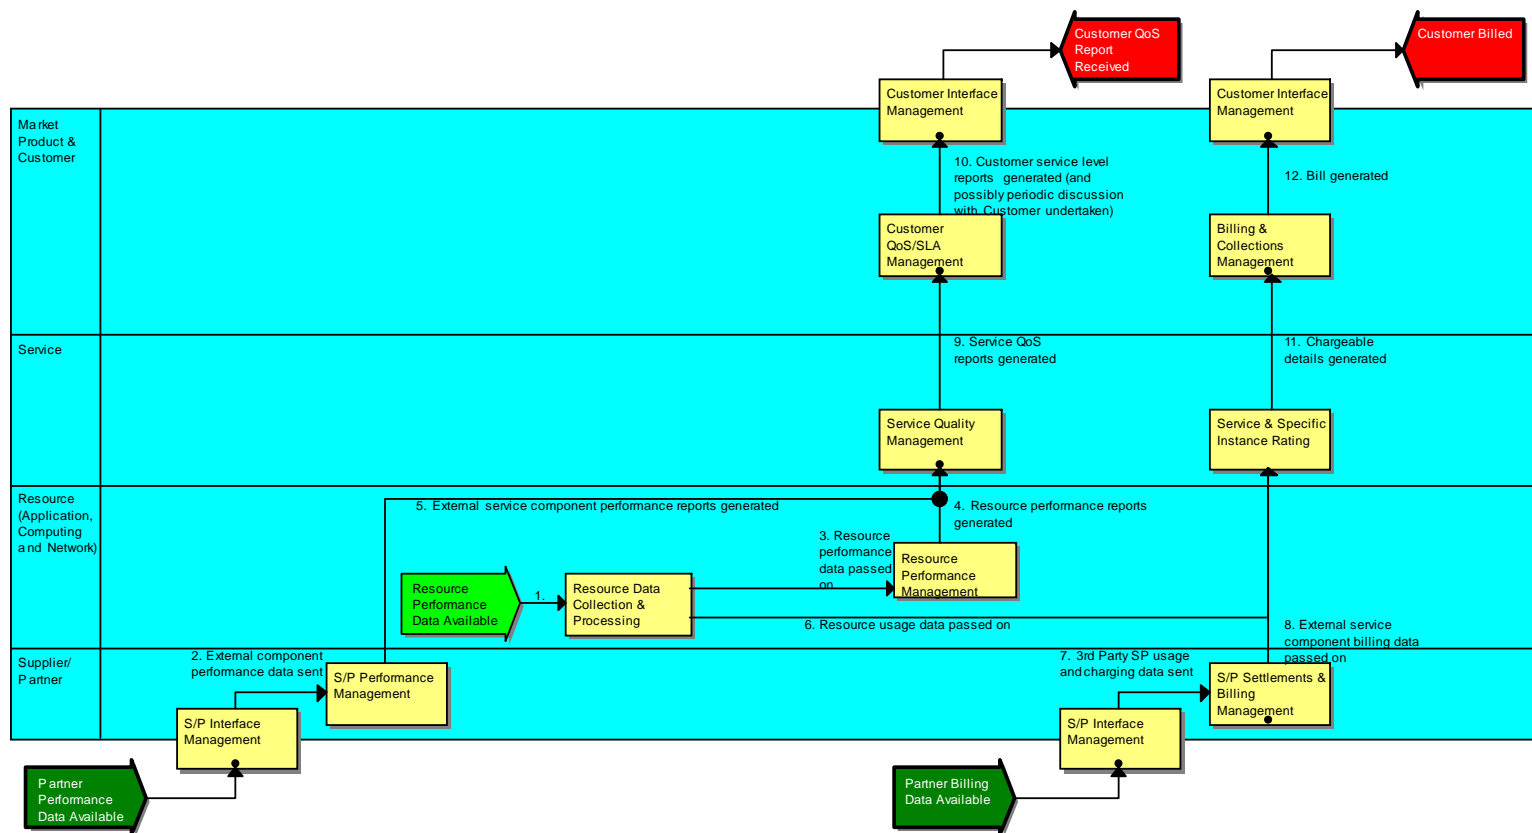 Customer QoS
Report
Received
Customer Billed
Customer Interface
Management
Customer Interface
Management
Market
Product &
Customer
10. Customer service level
reports generated (and
possibly periodic discussion
with Customer undertaken)
12. Bill generated
Customer
QoS/SLA
Management
Billing &
Collections
Management
Service
9. Service QoS
reports generated
11. Chargeable
details generated
Service Quality
Management
Service & Specific
Instance Rating
Resource
(Application,
Computing
and Network)
5. External service component performance reports generated
4. Resource performance reports
generated
3. Resource
performance
data passed
on
Resource
Performance
Management
Resource
Performance
Data Available
1.
Resource Data
Collection &
Processing
6. Resource usage data passed on
8. External service
component billing data
passed on
Supplier/
Partner
2. External component
performance data sent
S/P Performance
Management
7. 3rd Party SP usage
and charging data sent
S/P Settlements &
Billing
Management
S/P Interface
Management
S/P Interface
Management
Partner
Performance
Data Available
Partner Billing
Data Available